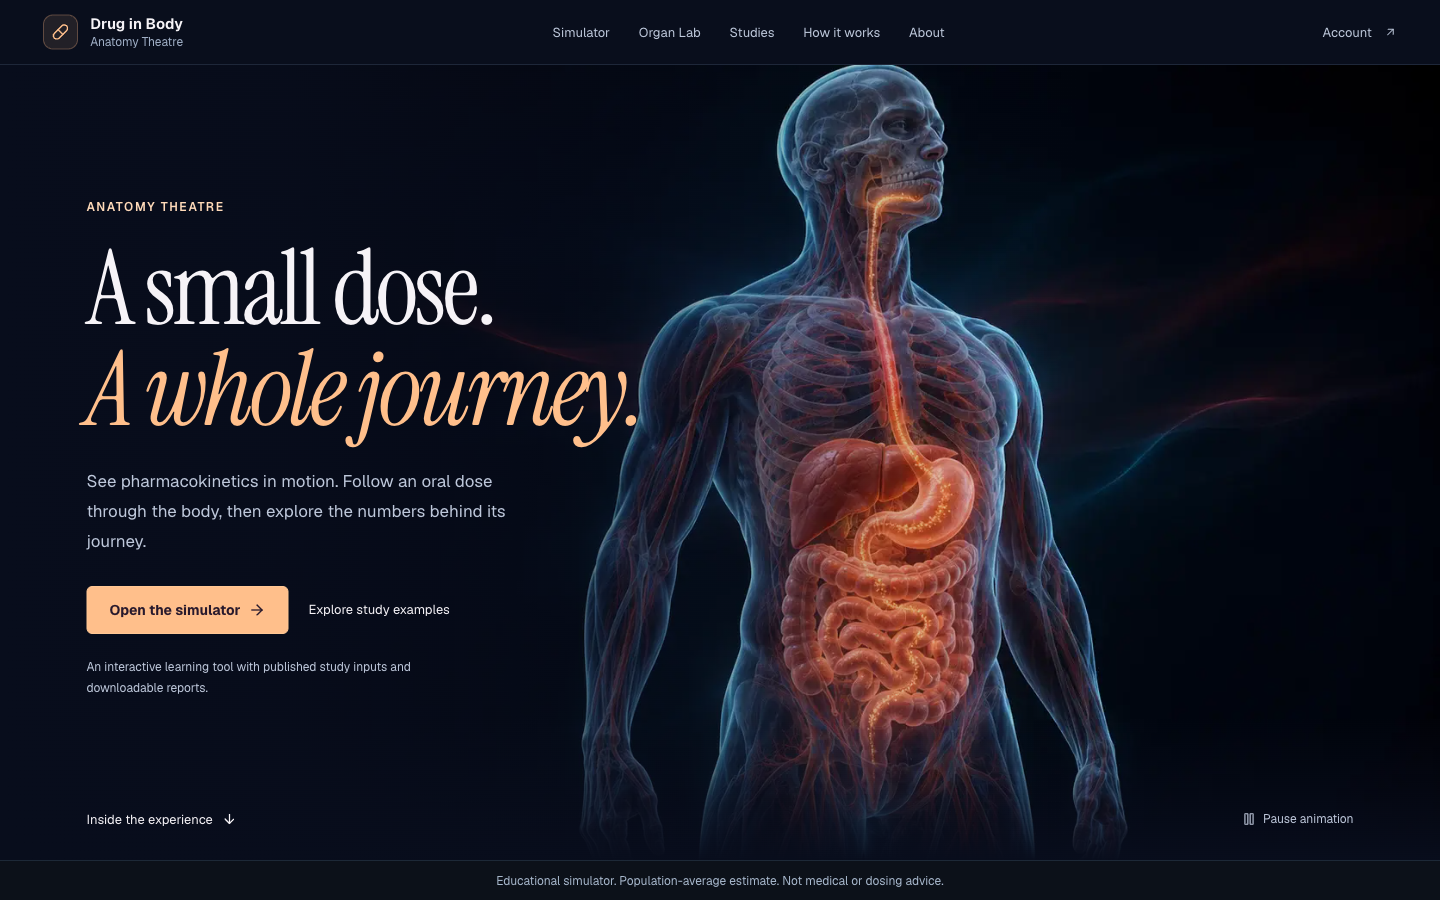 Drug in Body
Anatomy Theatre
Simulator
Organ Lab
Studies
How it works
About
Account
ANATOMY THEATRE
A small dose.
A whole journey.
See pharmacokinetics in motion. Follow an oral dose
through the body, then explore the numbers behind its
journey.
Open the simulator
Explore study examples
An interactive learning tool with published study inputs and
downloadable reports.
Inside the experience
Pause animation
Educational simulator. Population-average estimate. Not medical or dosing advice.